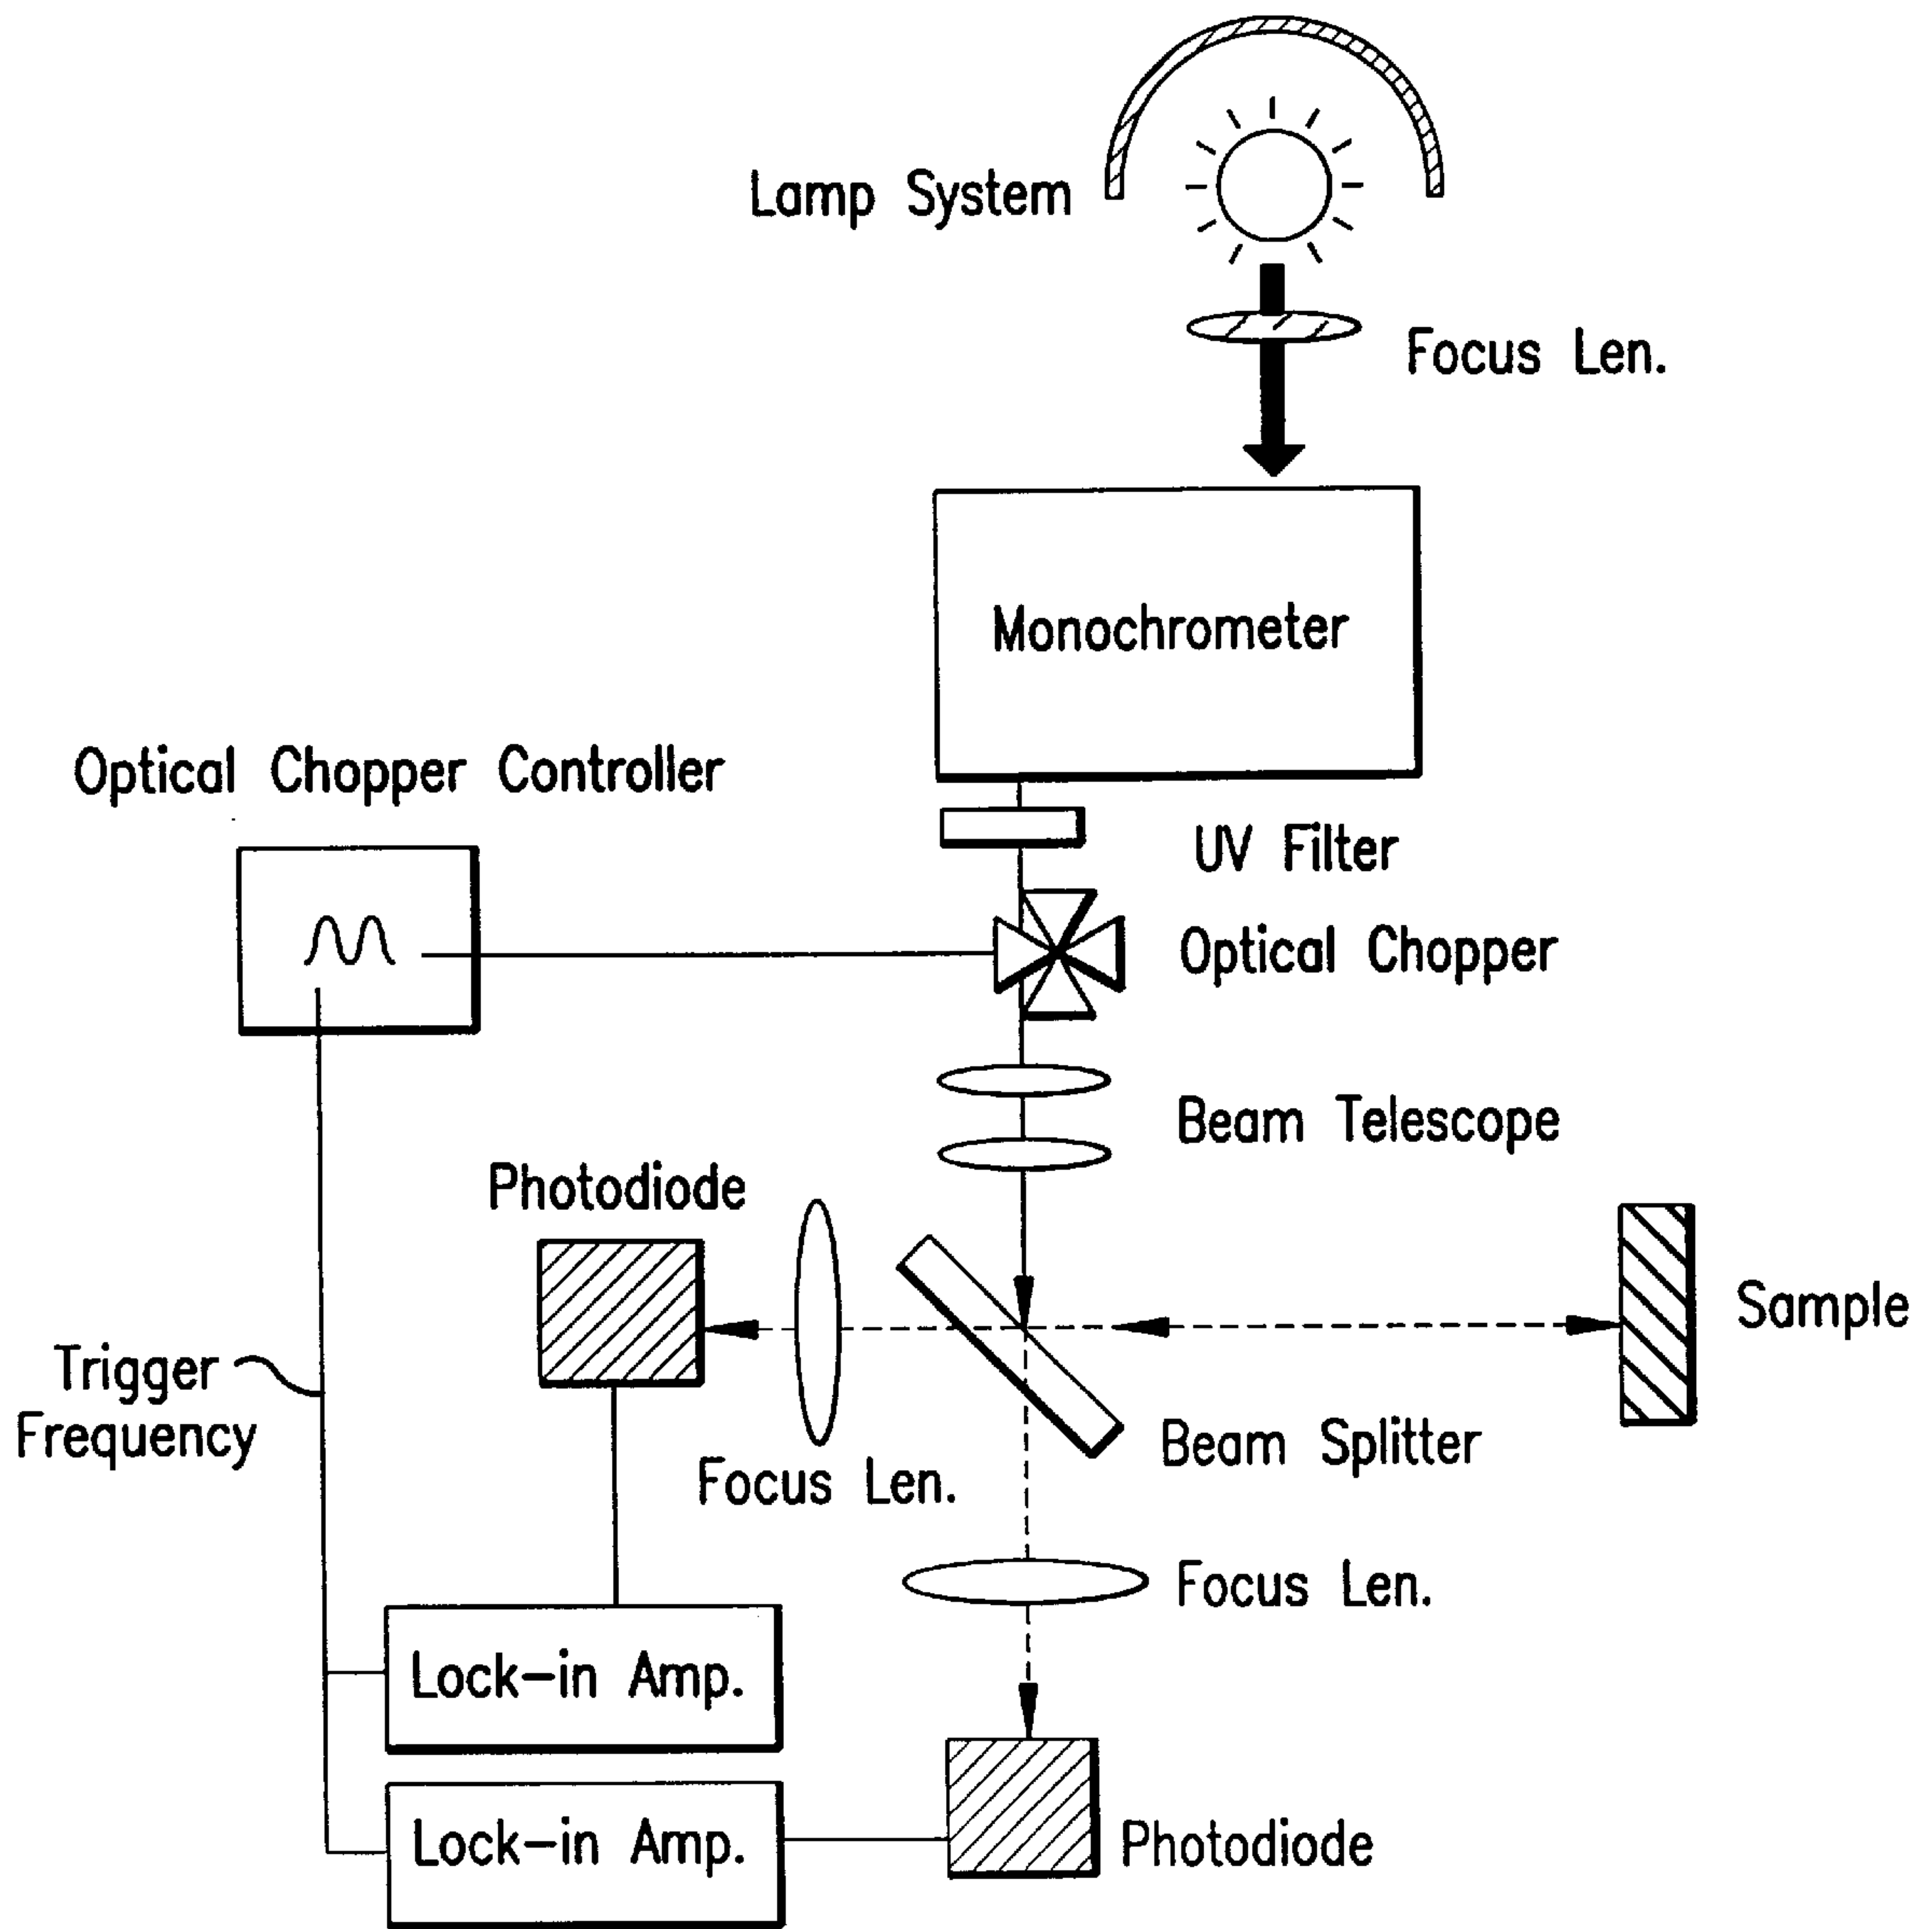 Lamp System
Focus Len.
Monochrometer
Optical Chopper Controller
UV Filter
Optical Chopper
Beam Telescope
Photodiode
Sample
Trigger
Frequency
Beam Splitter
Focus Len.
Focus Len.
Lock-in Amp.
Lock-in Amp.
Photodiode